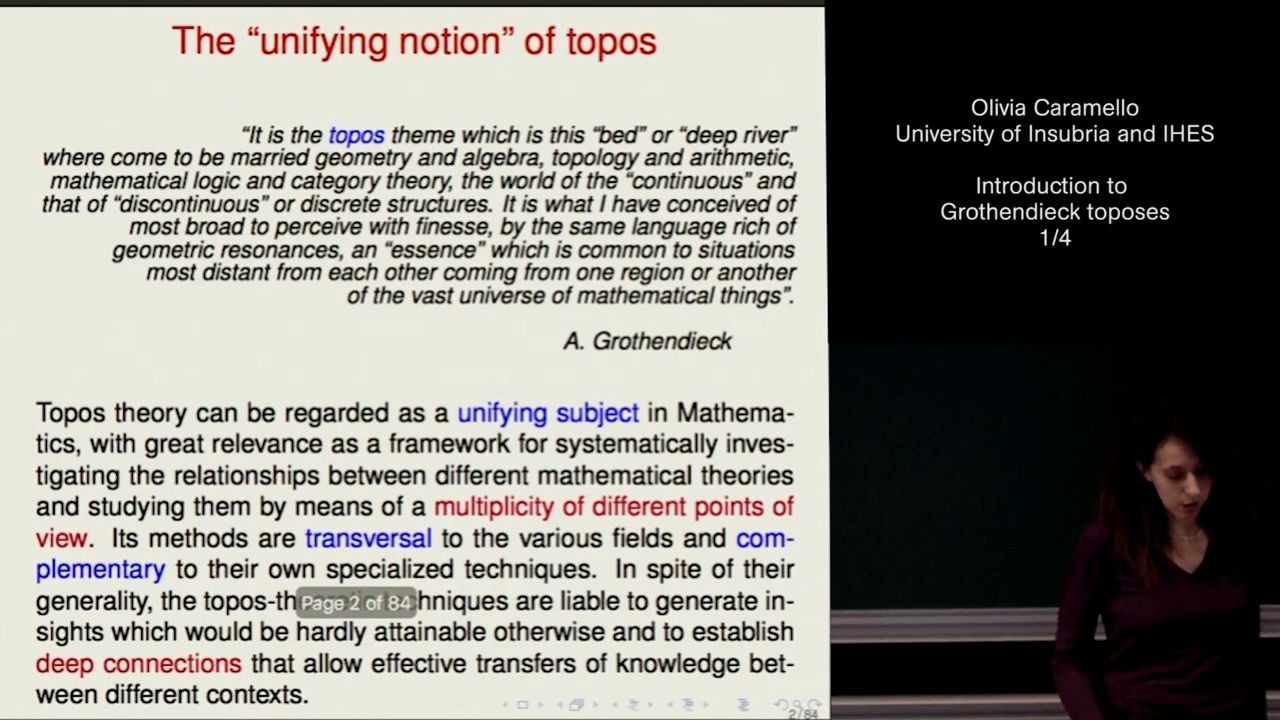 The “unifying notion” of topos
“It is the topos theme which is this “bed” or “deep river”
where come to be married geometry and algebra, topology and arithmetic,
mathematical logic and category theory, the world of the “continuous” and
that of “discontinuous” or discrete structures. It is what I have conceived of
most broad to perceive with finesse, by the same language rich of
geometric resonances, an “essence” which is common to situations
most distant from each other coming from one region or another
of the vast universe of mathematical things”.
A. Grothendieck
Topos theory can be regarded as a unifying subject in Mathema-
tics, with great relevance as a framework for systematically inves-
tigating the relationships between different mathematical theories
and studying them by means of a multiplicity of different points of
view. Its methods are transversal to the various fields and com-
plementary to their own specialized techniques. In spite of their
generality, the topos-th Page 2 of 84 chniques are liable to generate in-
sights which would be hardly attainable otherwise and to establish
deep connections that allow effective transfers of knowledge bet-
ween different contexts.
2/84
Olivia Caramello
University of Insubria and IHES
Introduction to
Grothendieck toposes
1/4